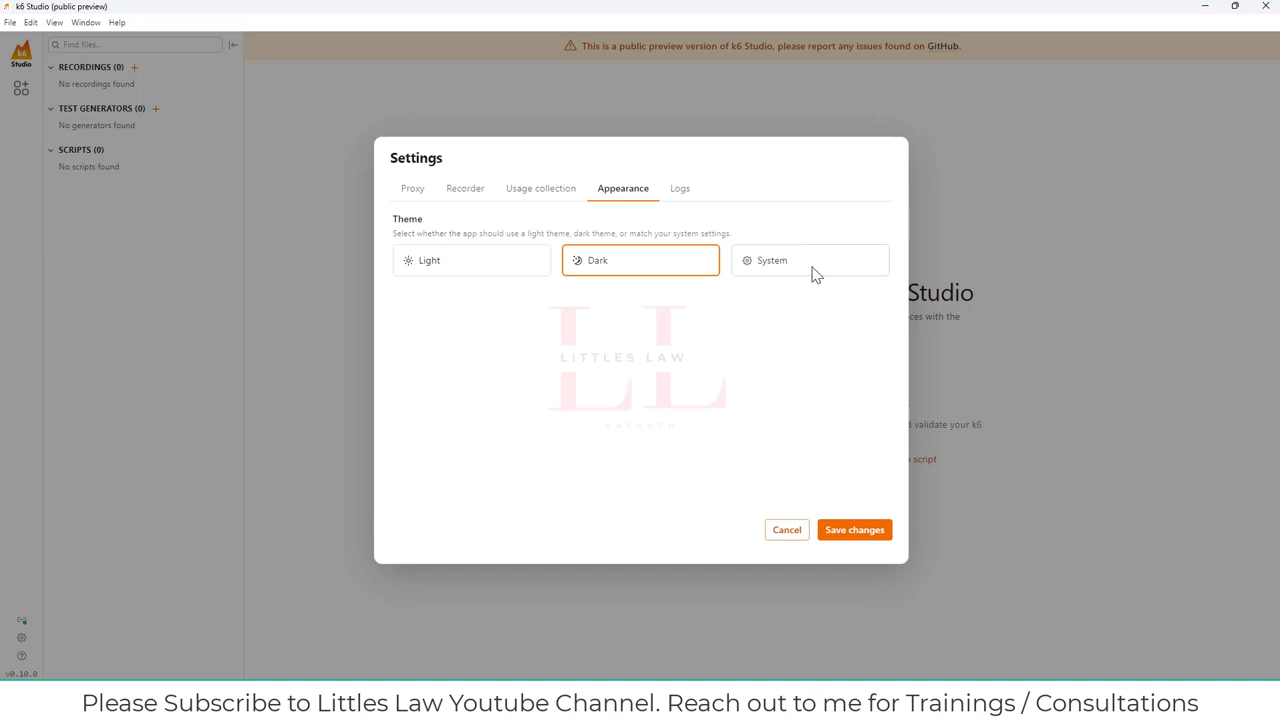 k6 Studio (public preview)
File Edit View Window Help
Studio
Find files...
This is a public preview version of k6 Studio, please report any issues found on GitHub.
RECORDINGS (0)
No recordings found
TEST GENERATORS (0)
No generators found
SCRIPTS (0)
No scripts found
Settings
Proxy Recorder Usage collection Appearance Logs
Theme
Select whether the app should use a light theme, dark theme, or match your system settings.
Light Dark System
Studio
ces with the
LITTLES LAW
VASANTH
d validate your k6
script
Cancel Save changes
v0.10.0
Please Subscribe to Littles Law Youtube Channel. Reach out to me for Trainings / Consultations